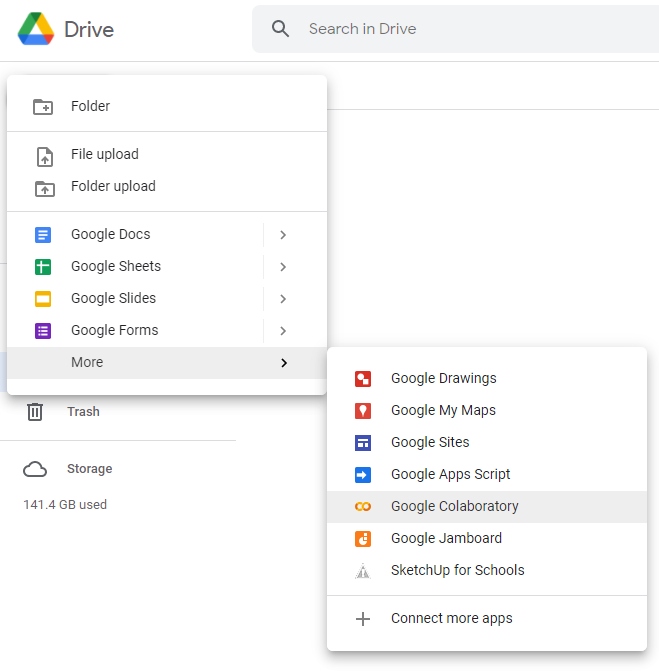 Drive
Search in Drive
Folder
File upload
Folder upload
Google Docs
Google Sheets
Google Slides
Google Forms
More
Trash
Storage
141.4 GB used
Google Drawings
Google My Maps
Google Sites
Google Apps Script
Google Colaboratory
Google Jamboard
SketchUp for Schools
Connect more apps